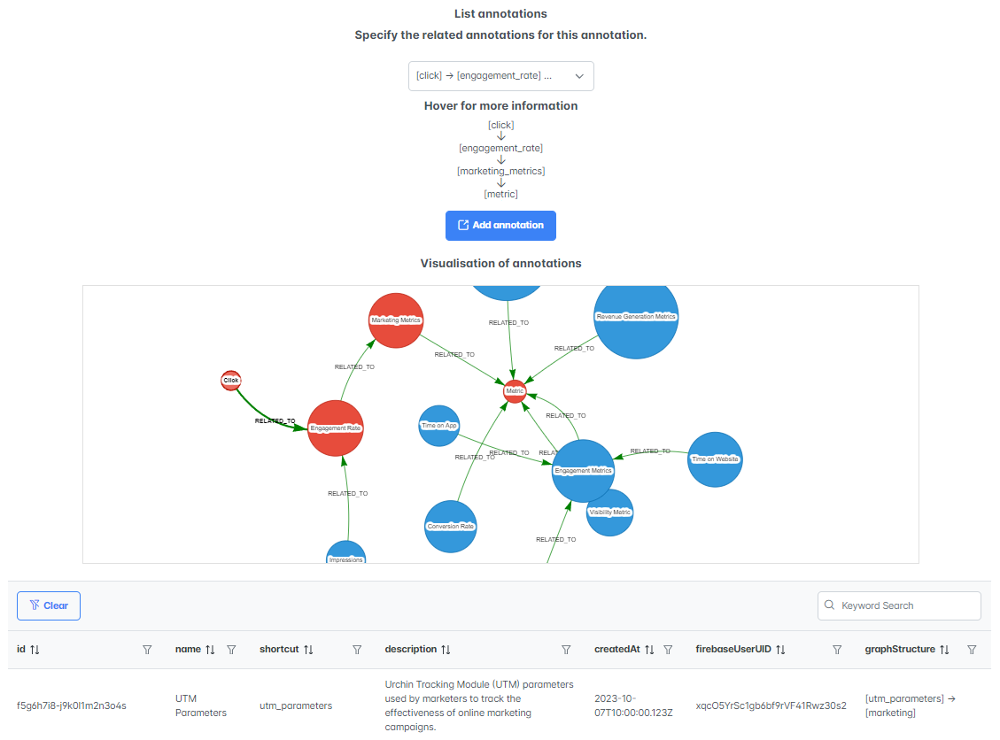 List annotations
Specify the related annotations for this annotation.
[click] → [engagement_rate] ...
Hover for more information
[click]
↓
[engagement_rate]
↓
[marketing_metrics]
↓
[metric]
Add annotation
Visualisation of annotations
Marketing Metrics
Revenue Generation Metrics
RELATED_TO
RELATED_TO
RELATED_TO
RELATED_TO
Click
Metric
RELATED_TO
RELATED_TO
Engagement Rate
Time on App
RELATED_TO
RELATED_TO
RELA
RELATED_TO
Time on Website
Engagement Metrics
RELATED_TO
Visibility Metric
Conversion Rate
RELATED_TO
Impressions
Clear
Keyword Search
id name shortcut description createdAt firebaseUserUID graphStructure
f5g6h7i8-j9k0l1m2n3o4s
UTM
Parameters
utm_parameters
Urchin Tracking Module (UTM) parameters
used by marketers to track the
effectiveness of online marketing
campaigns.
2023-10-
07T10:00:00.123Z
xqcO5YrSc1gb6bf9rVF41Rwz30s2
[utm_parameters] →
[marketing]